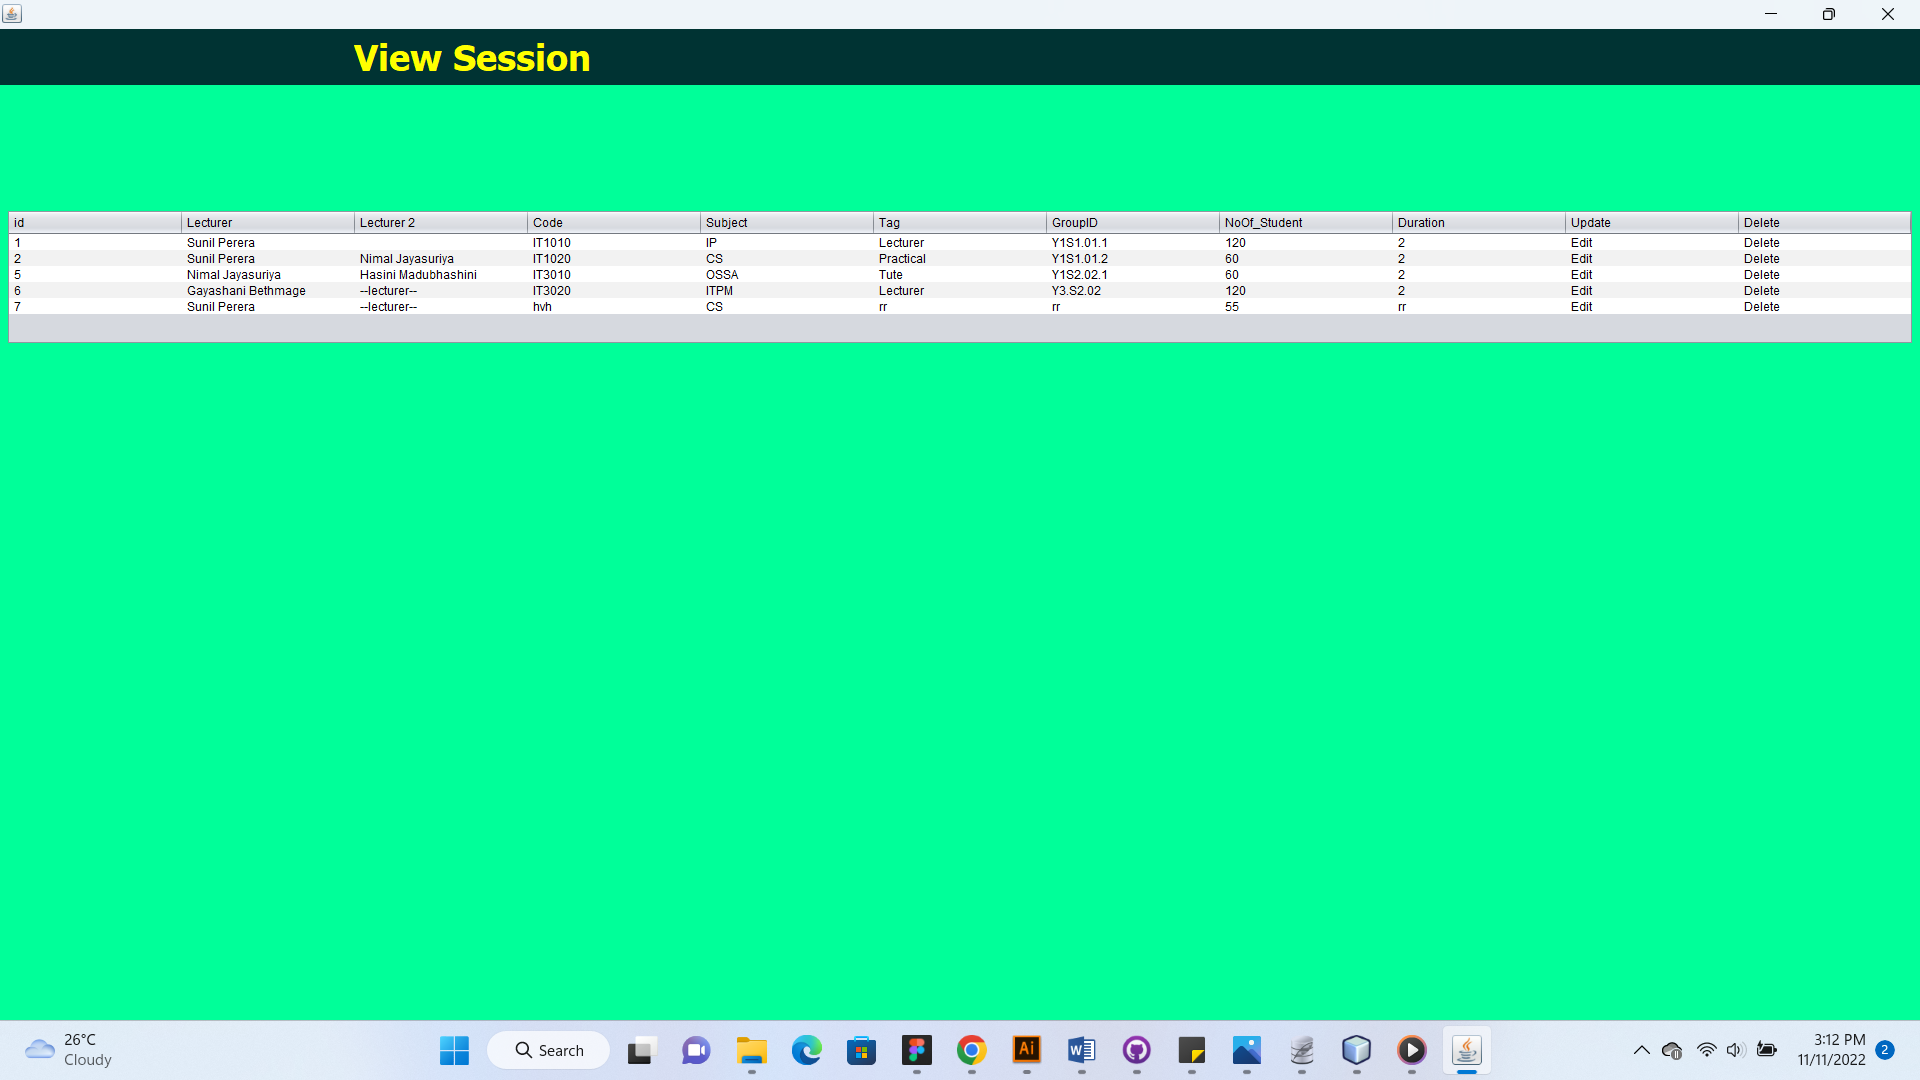 View Session
id Lecturer Lecturer 2 Code Subject Tag GroupID NoOf_Student Duration Update Delete
1 Sunil Perera IT1010 IP Lecturer Y1S1.01.1 120 2 Edit Delete
2 Sunil Perera Nimal Jayasuriya IT1020 CS Practical Y1S1.01.2 60 2 Edit Delete
5 Nimal Jayasuriya Hasini Madubhashini IT3010 OSSA Tute Y1S2.02.1 60 2 Edit Delete
6 Gayashani Bethmage --lecturer-- IT3020 ITPM Lecturer Y3.S2.02 120 2 Edit Delete
7 Sunil Perera --lecturer-- hvh CS rr rr 55 rr Edit Delete
26°C
Cloudy
Search
Ai
W
3:12 PM
11/11/2022
2